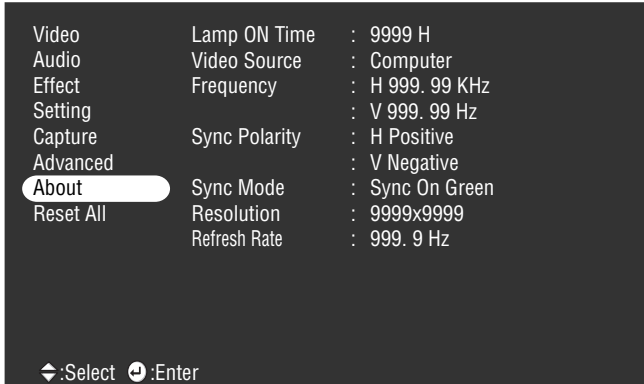 Video Lamp ON Time : 9999 H
Audio Video Source : Computer
Effect Frequency : H 999. 99 KHz
Setting : V 999. 99 Hz
Capture Sync Polarity : H Positive
Advanced : V Negative
About Sync Mode : Sync On Green
Reset All Resolution : 9999x9999
Refresh Rate : 999. 9 Hz
:Select :Enter